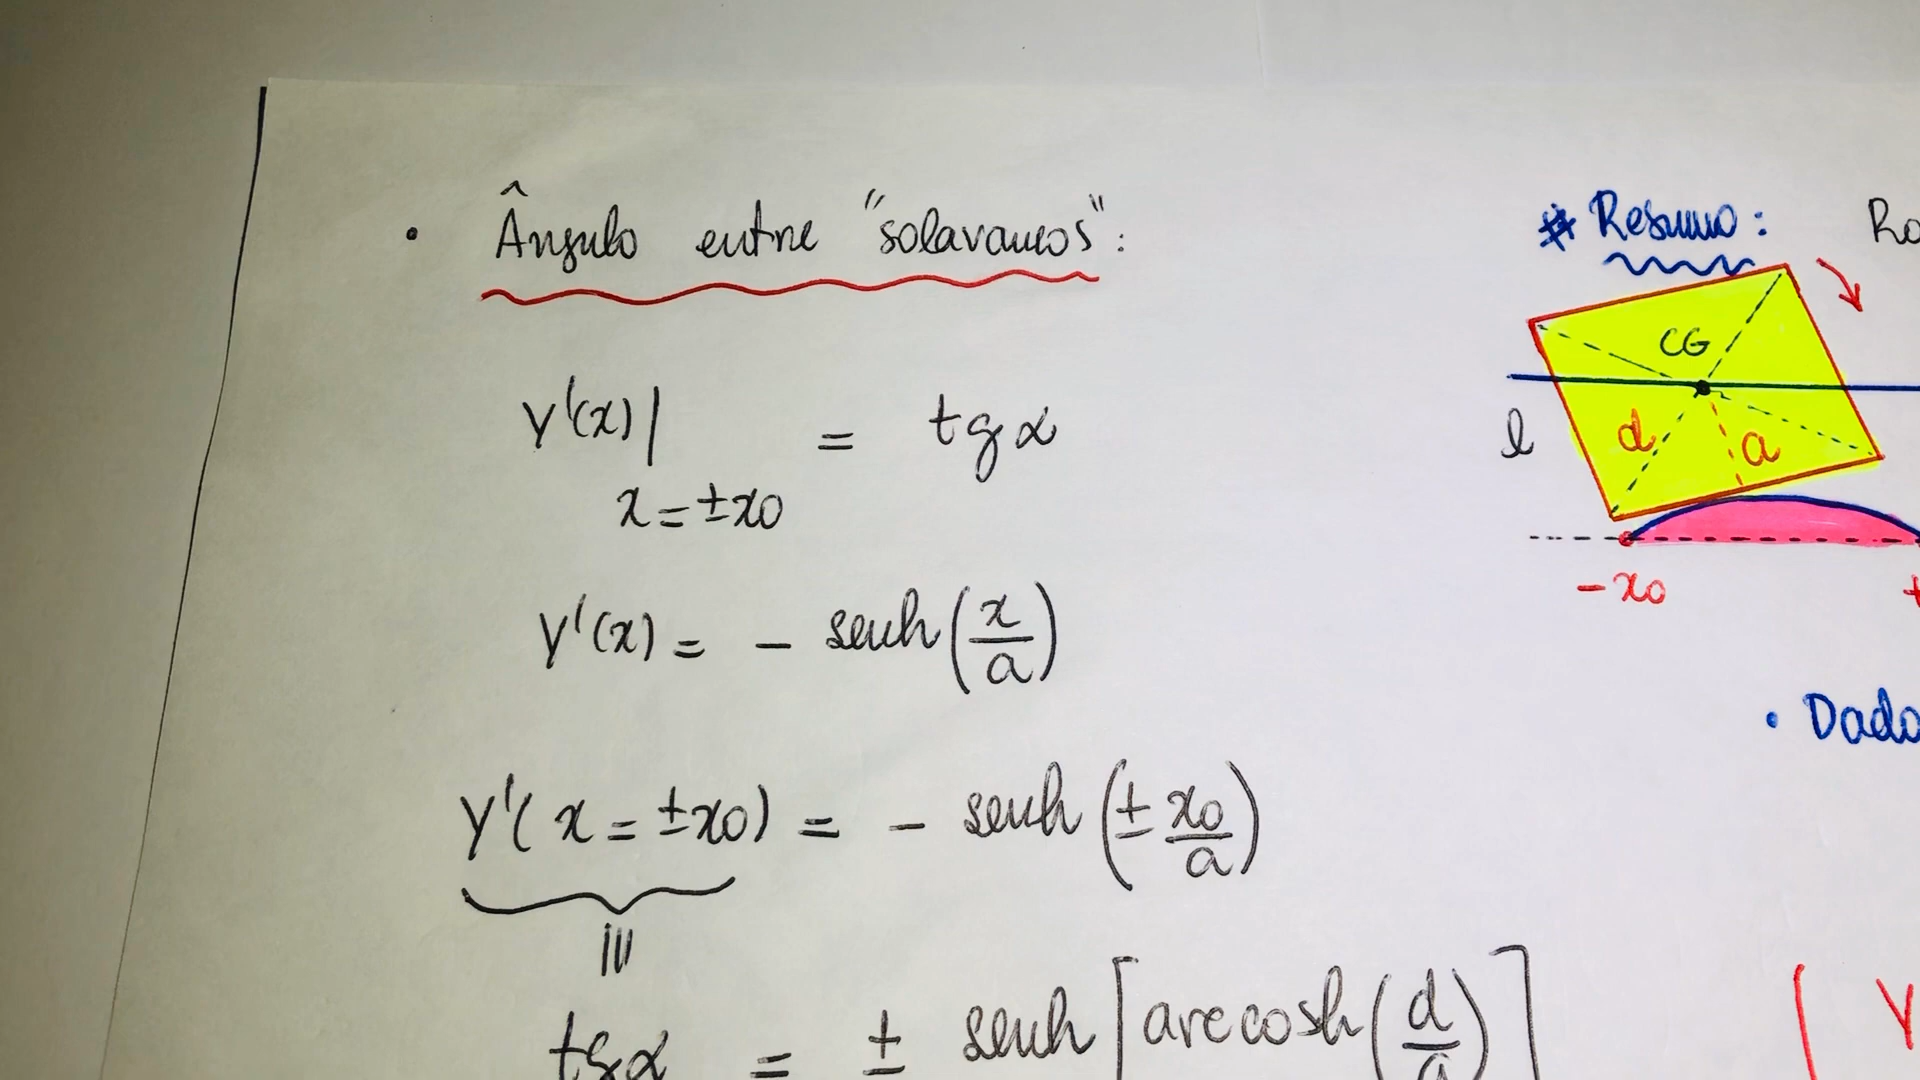 • Ângulo entre "solavancos":
y'(x)| x=±x0 = tg α
y'(x) = - senh(x/a)
y'(x=±x0) = - senh(± x0/a)
tg α = ± senh[arccosh(d/a)]
# Resumo:
CG
l
d
a
-x0
• Dado